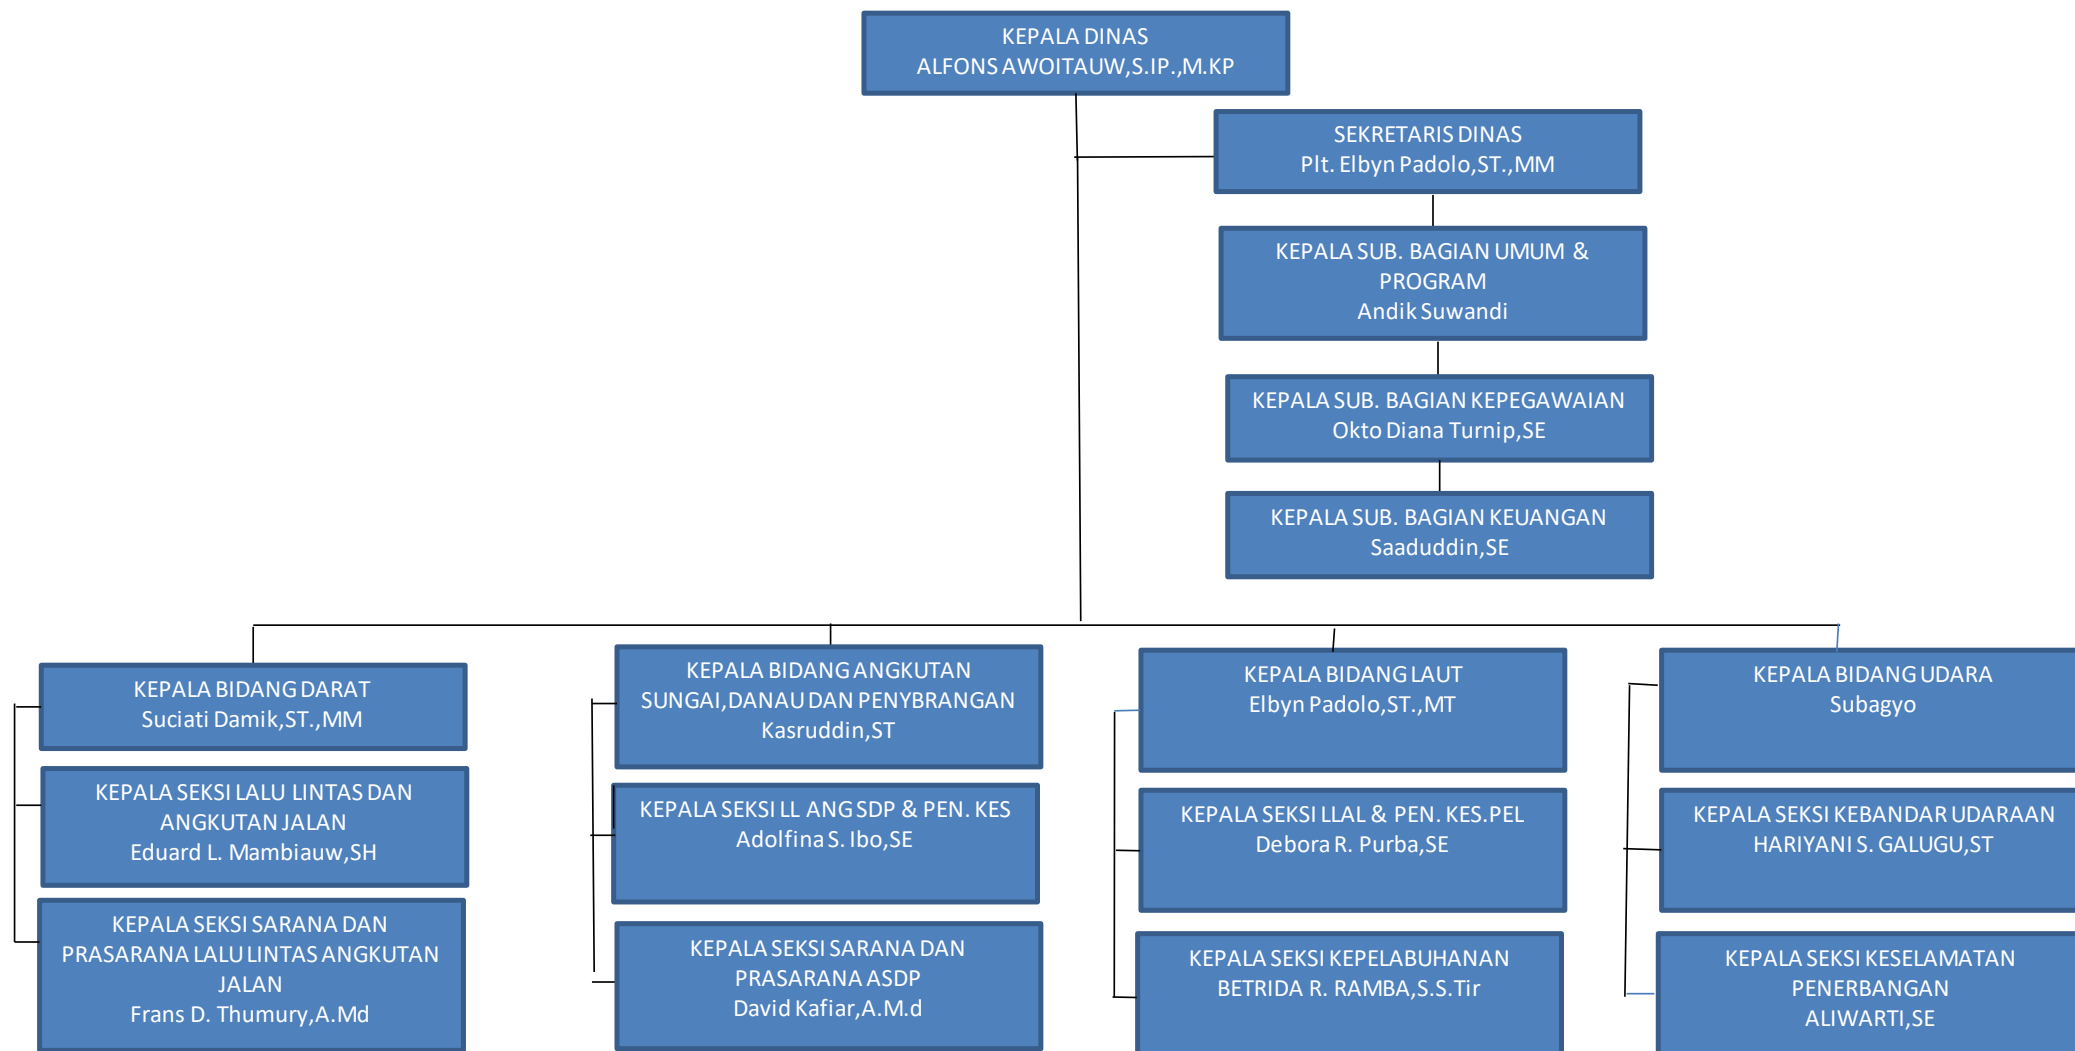 KEPALA DINAS
ALFONS AWOITAUW,S.IP.,M.KP
SEKRETARIS DINAS
Plt. Elbyn Padolo,ST.,MM
KEPALA SUB. BAGIAN UMUM &
PROGRAM
Andik Suwandi
KEPALA SUB. BAGIAN KEPEGAWAIAN
Okto Diana Turnip,SE
KEPALA SUB. BAGIAN KEUANGAN
Saaduddin,SE
KEPALA BIDANG DARAT
Suciati Damik,ST.,MM
KEPALA SEKSI LALU LINTAS DAN
ANGKUTAN JALAN
Eduard L. Mambiauw,SH
KEPALA SEKSI SARANA DAN
PRASARANA LALU LINTAS ANGKUTAN
JALAN
Frans D. Thumury,A.Md
KEPALA BIDANG ANGKUTAN
SUNGAI,DANAU DAN PENYBRANGAN
Kasruddin,ST
KEPALA SEKSI LL ANG SDP & PEN. KES
Adolfina S. Ibo,SE
KEPALA SEKSI SARANA DAN
PRASARANA ASDP
David Kafiar,A.M.d
KEPALA BIDANG LAUT
Elbyn Padolo,ST.,MT
KEPALA SEKSI LLAL & PEN. KES.PEL
Debora R. Purba,SE
KEPALA SEKSI KEPELABUHANAN
BETRIDA R. RAMBA,S.S.Tir
KEPALA BIDANG UDARA
Subagyo
KEPALA SEKSI KEBANDAR UDARAAN
HARIYANI S. GALUGU,ST
KEPALA SEKSI KESELAMATAN
PENERBANGAN
ALIWARTI,SE